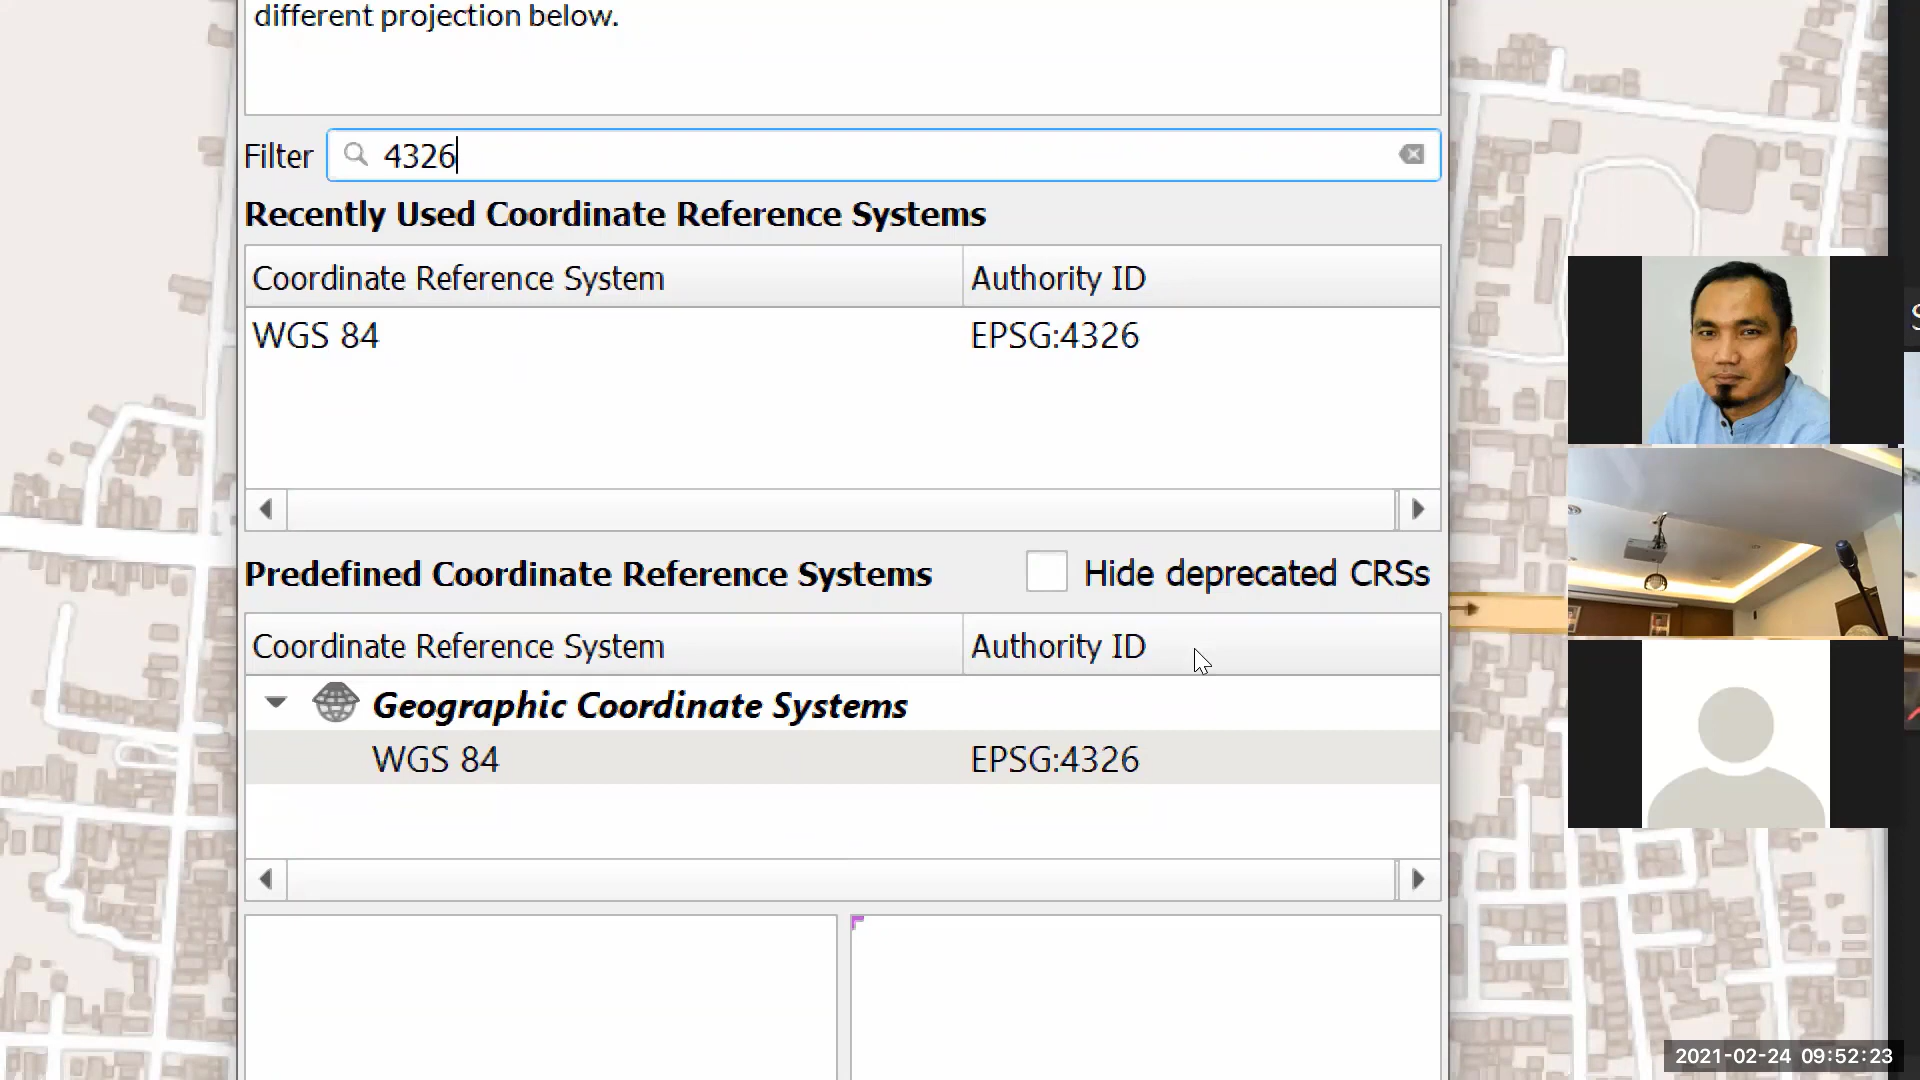 different projection below.
Filter 4326
Recently Used Coordinate Reference Systems
Coordinate Reference System Authority ID
WGS 84 EPSG:4326
Predefined Coordinate Reference Systems Hide deprecated CRSs
Coordinate Reference System Authority ID
Geographic Coordinate Systems
WGS 84 EPSG:4326
2021-02-24 09:52:23